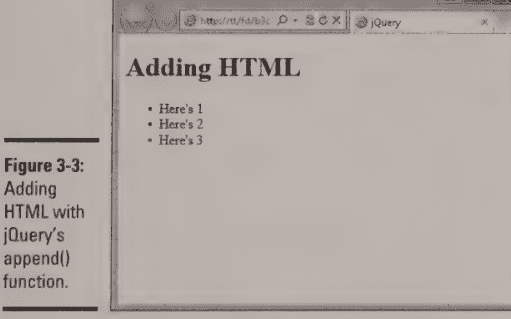 jQuery
Adding HTML
• Here's 1
• Here's 2
• Here's 3
Figure 3-3:
Adding
HTML with
jQuery's
append()
function.